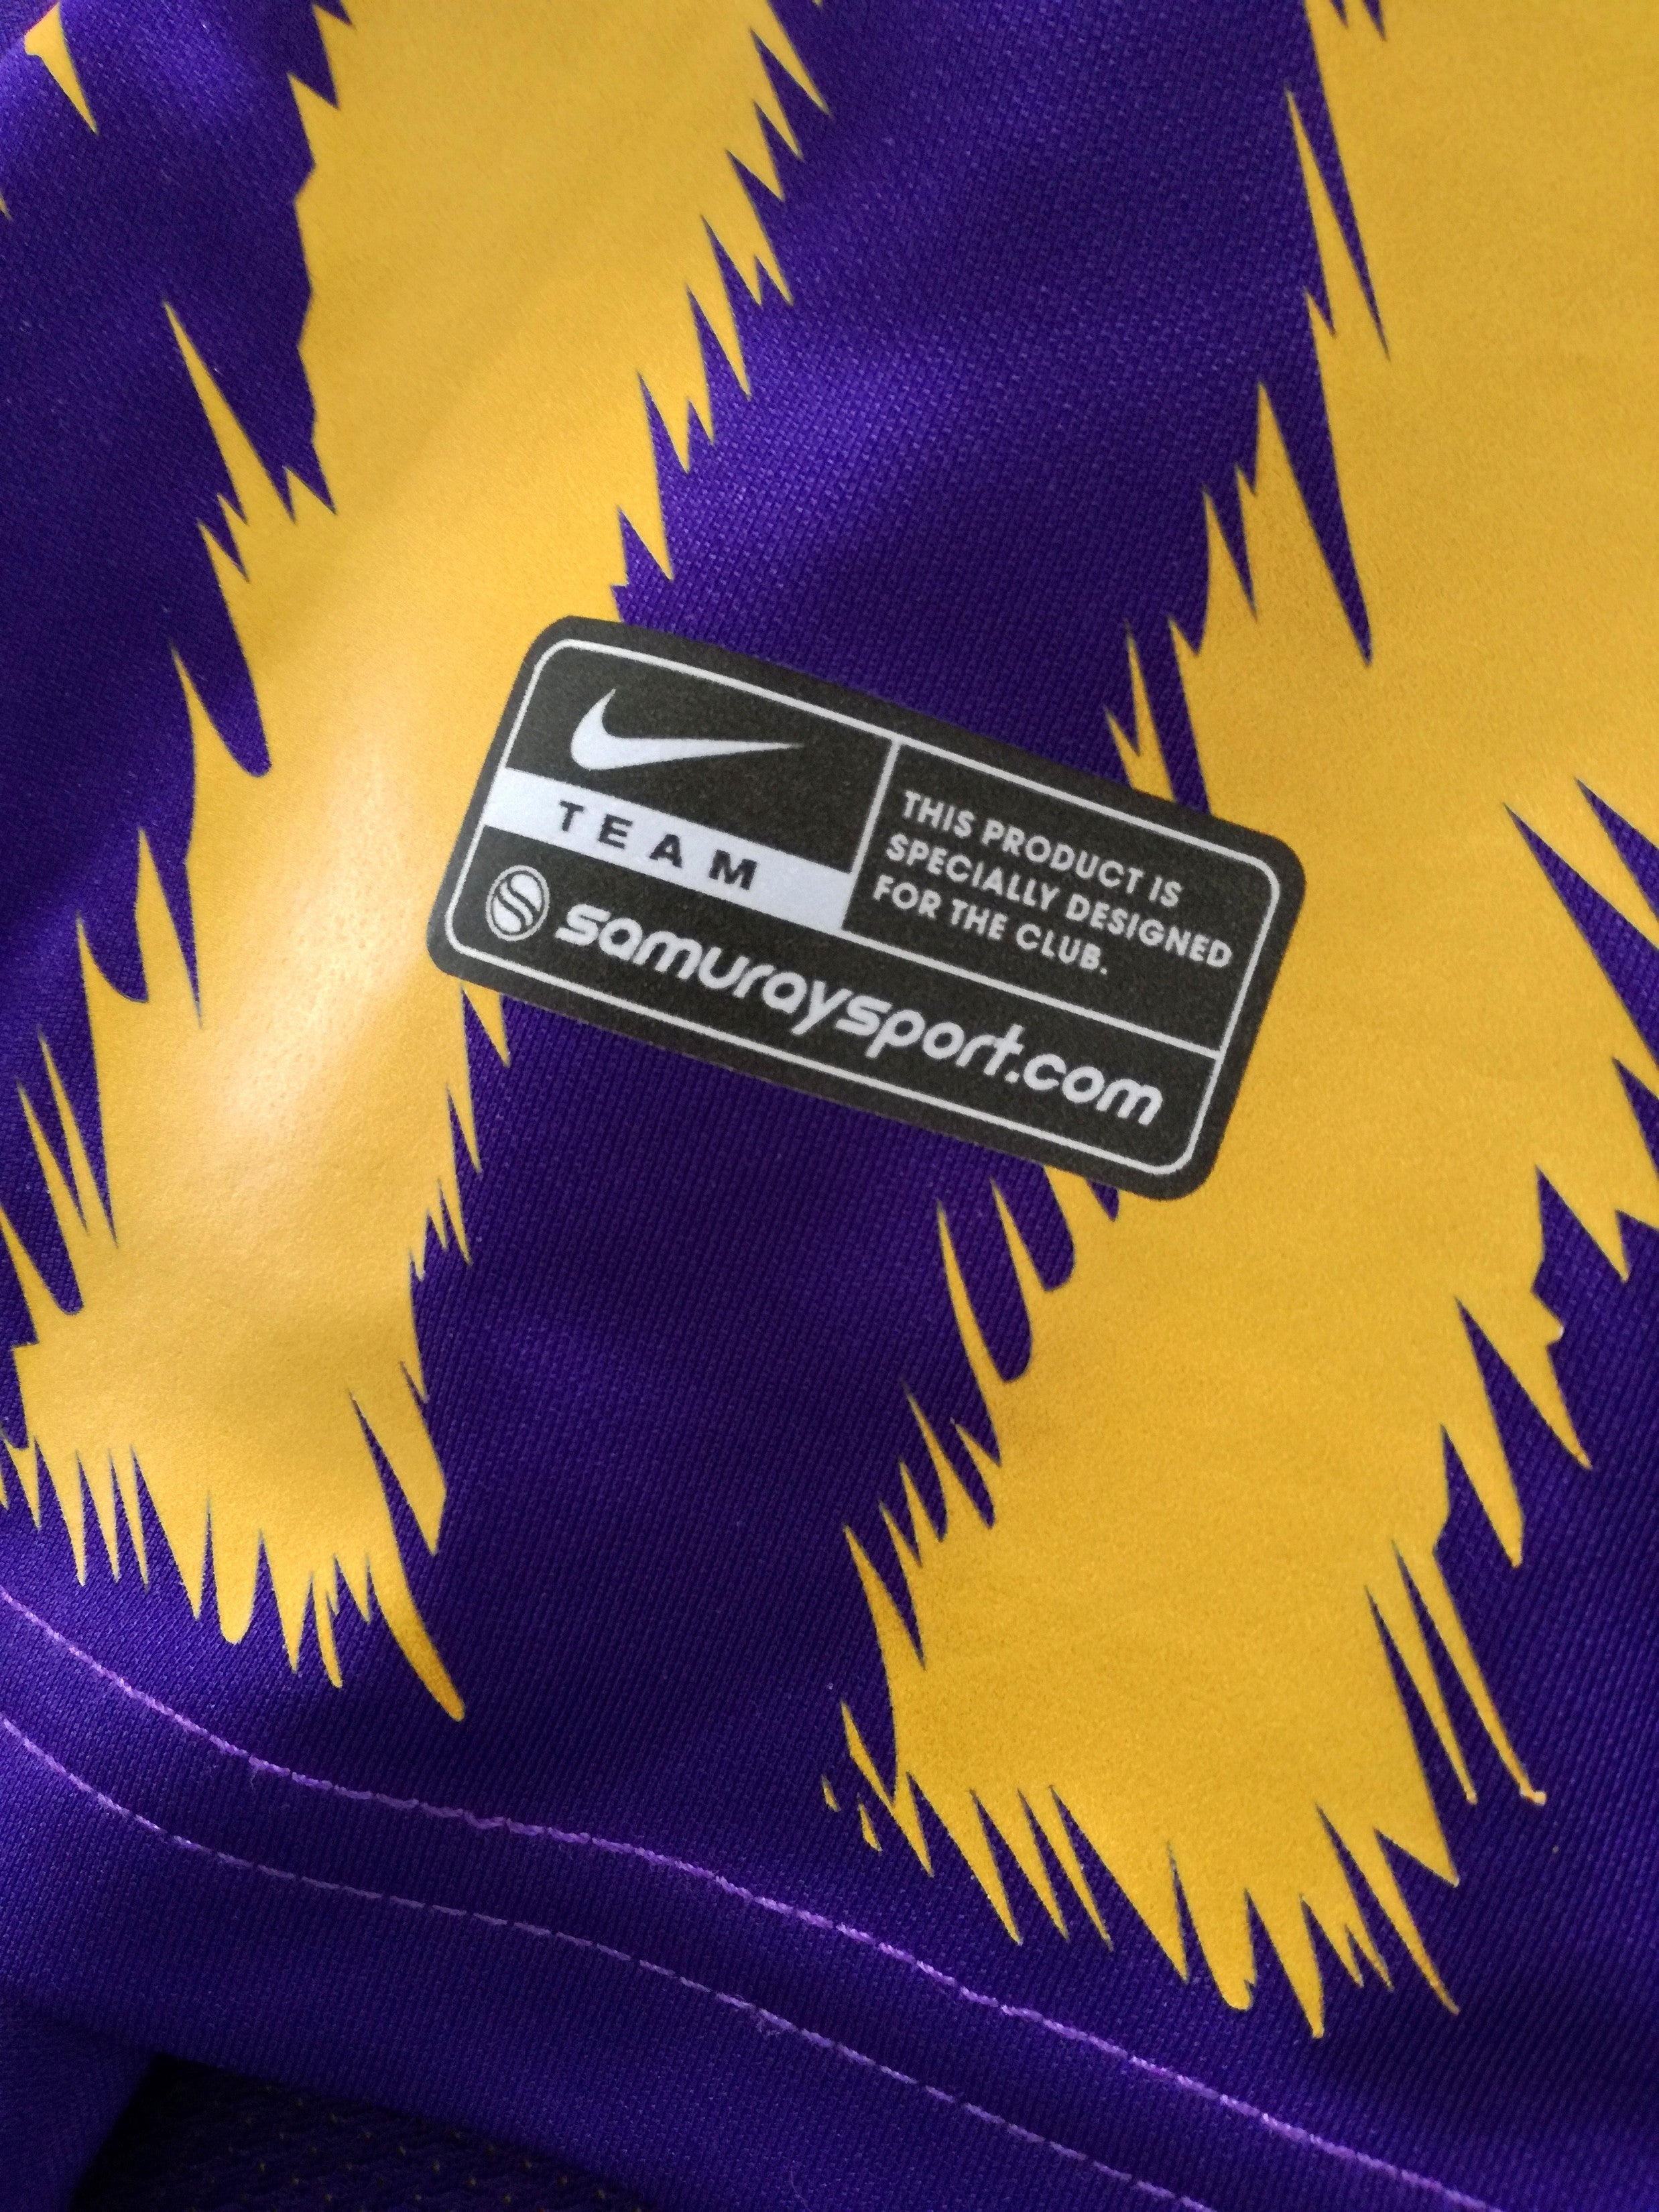 TEAM
THIS PRODUCT IS
SPECIALLY DESIGNED
FOR THE CLUB.
samuraysport.com